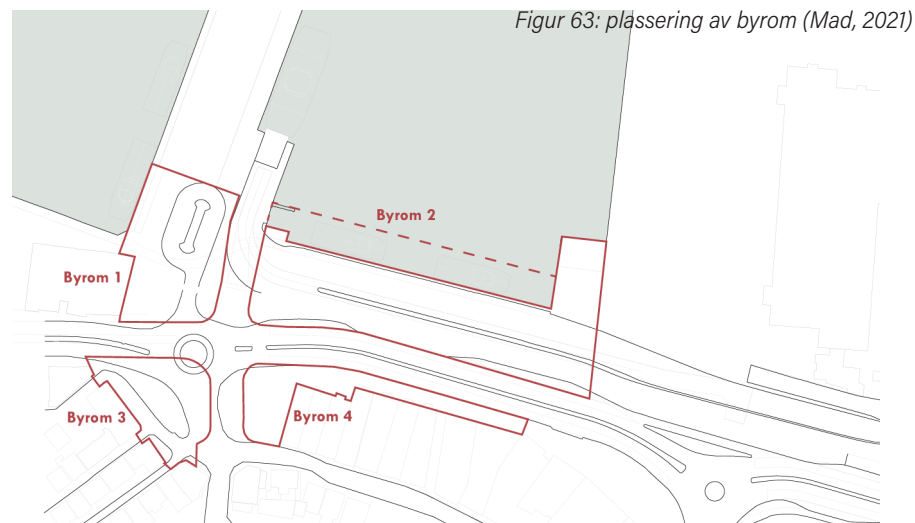 Figur 63: plassering av byrom (Mad, 2021)
Byrom 2
Byrom 1
Byrom 3
Byrom 4